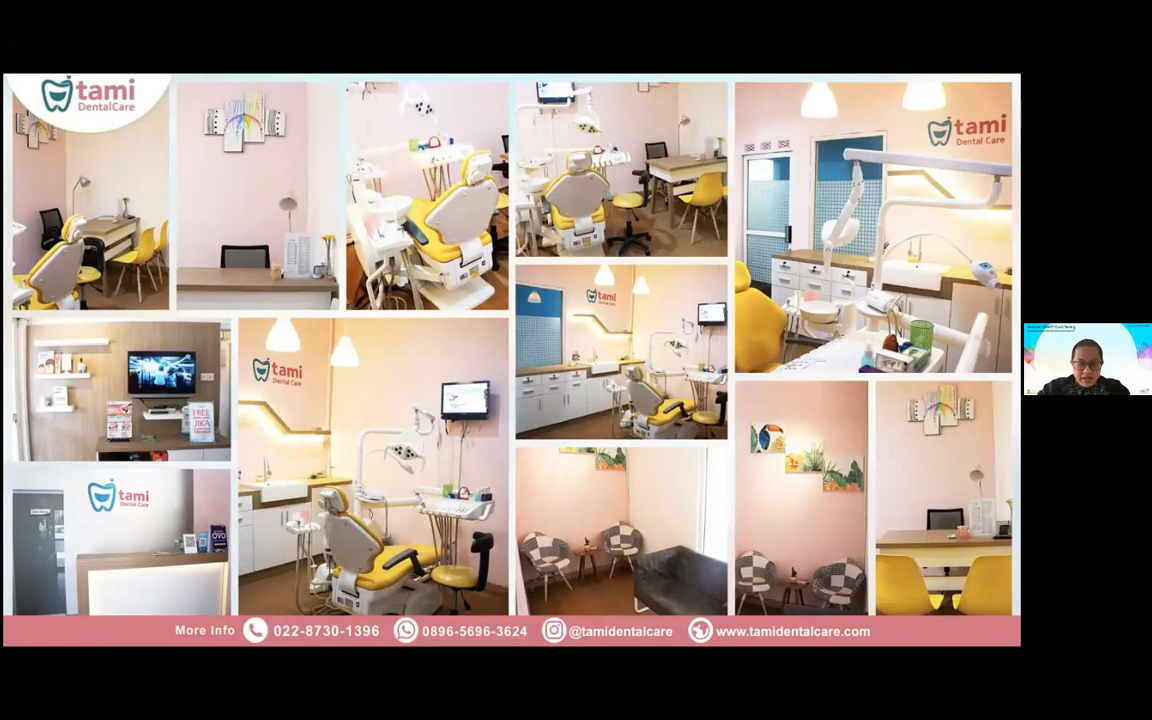 tami
DentalCare
tami
Dental Care
tami
Dental Care
tami
Dental Care
FREE
JIKA
tami
Dental Care
OVO
More Info 022-8730-1396 0896-5696-3624 @tamidentalcare www.tamidentalcare.com